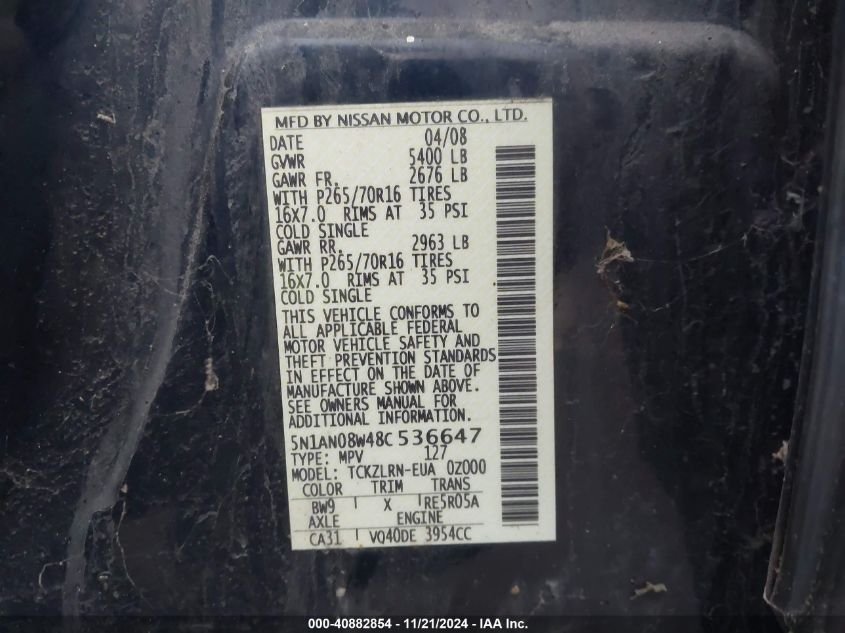 MFD BY NISSAN MOTOR CO., LTD.
DATE 04/08
GVWR 5400 LB
GAWR FR. 2676 LB
WITH P265/70R16 TIRES
16X7.0 RIMS AT 35 PSI
COLD SINGLE
GAWR RR. 2963 LB
WITH P265/70R16 TIRES
16X7.0 RIMS AT 35 PSI
COLD SINGLE
THIS VEHICLE CONFORMS TO
ALL APPLICABLE FEDERAL
MOTOR VEHICLE SAFETY AND
THEFT PREVENTION STANDARDS
IN EFFECT ON THE DATE OF
MANUFACTURE SHOWN ABOVE.
SEE OWNERS MANUAL FOR
ADDITIONAL INFORMATION.
5N1AN08W48C536647
TYPE: MPV 127
MODEL: TCKZLRN-EUA 0Z000
COLOR TRIM TRANS
BW9 X RE5R05A
AXLE ENGINE
CA31 VQ40DE 3954CC
000-40882854 - 11/21/2024 - IAA Inc.